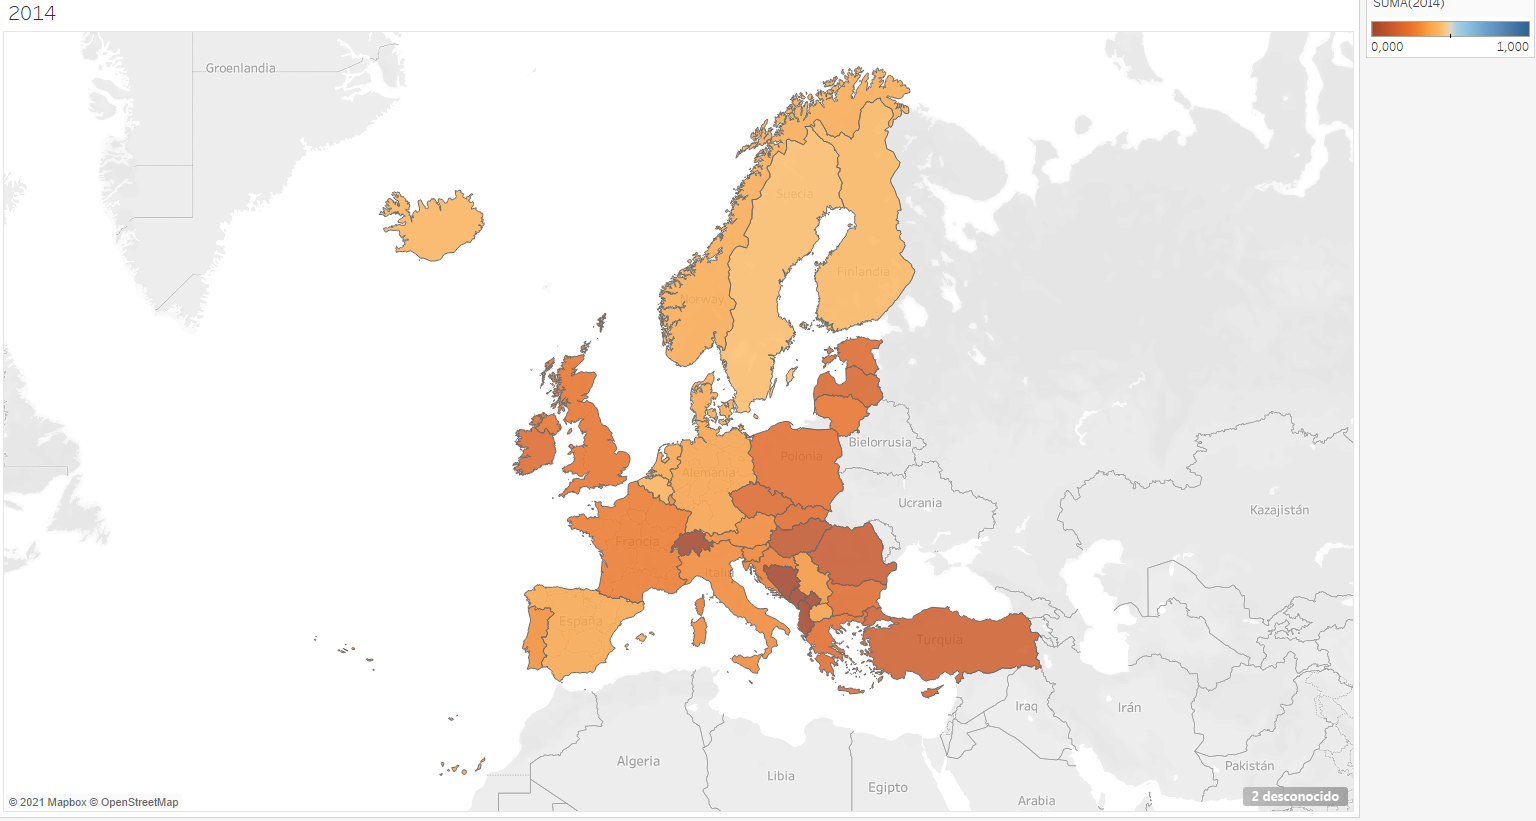 2014
SUMA(2014)
0,000
1,000
Groenlandia
Suecia
Finlandia
Norway
Bielorrusia
Polonia
Alemania
Ucrania
Kazajistán
Francia
Italia
España
Turquía
Iraq
Irán
Argelia
Libia
Egipto
Pakistán
Arabia
© 2021 Mapbox © OpenStreetMap
2 desconocido